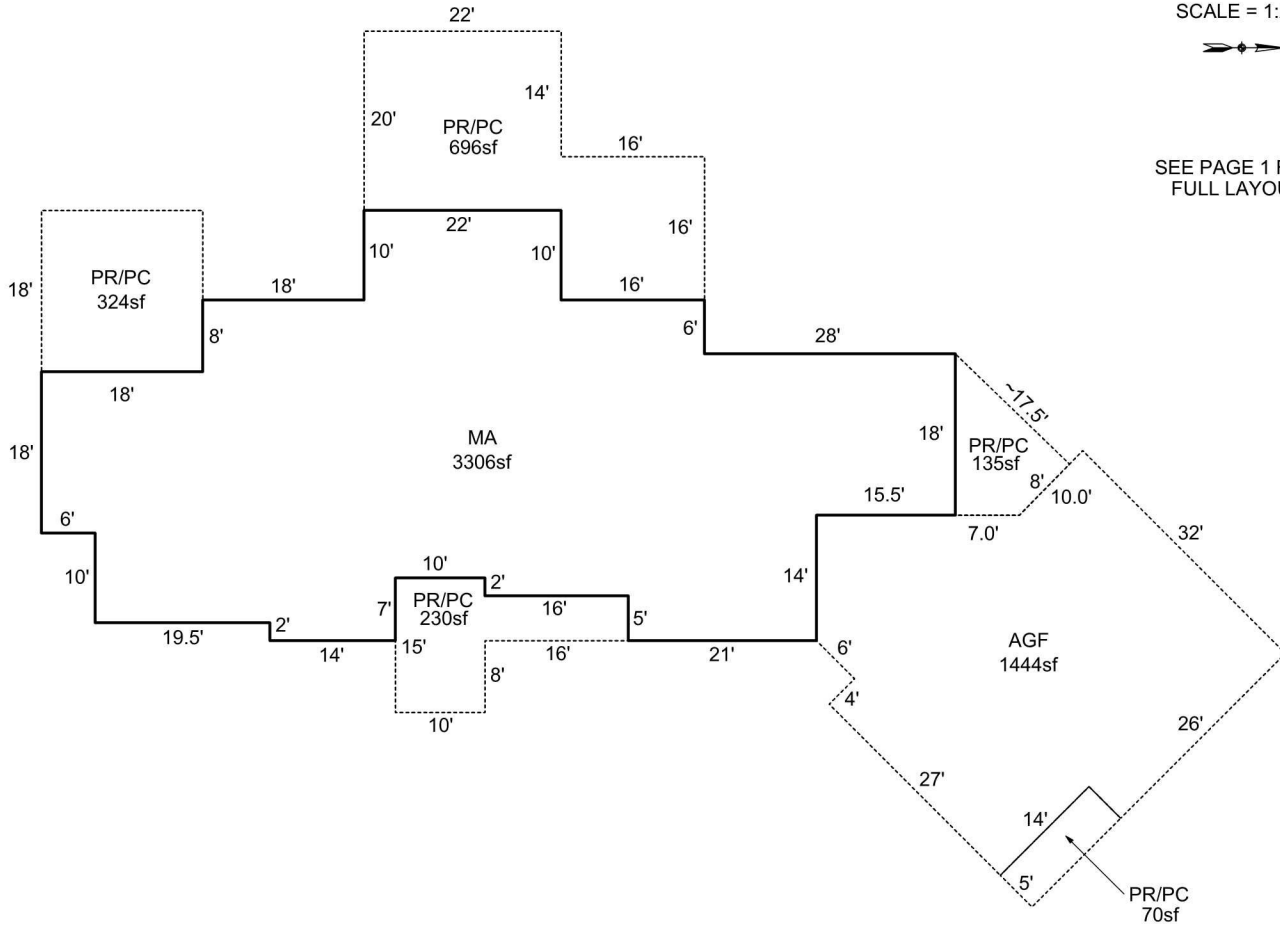 SCALE = 1:
22'
20'
14'
PR/PC
696sf
16'
SEE PAGE 1
FULL
22'
10'
10'
16'
18'
PR/PC
324sf
18'
16'
8'
6'
28'
18'
~17.5'
18'
MA
3306sf
18'
PR/PC
135sf
8'
10.0'
15.5'
7.0'
32'
6'
10'
10'
2'
14'
7'
PR/PC
230sf
16'
5'
19.5'
2'
14'
15'
16'
21'
6'
AGF
1444sf
8'
4'
10'
27'
26'
14'
5'
PR/PC
70sf